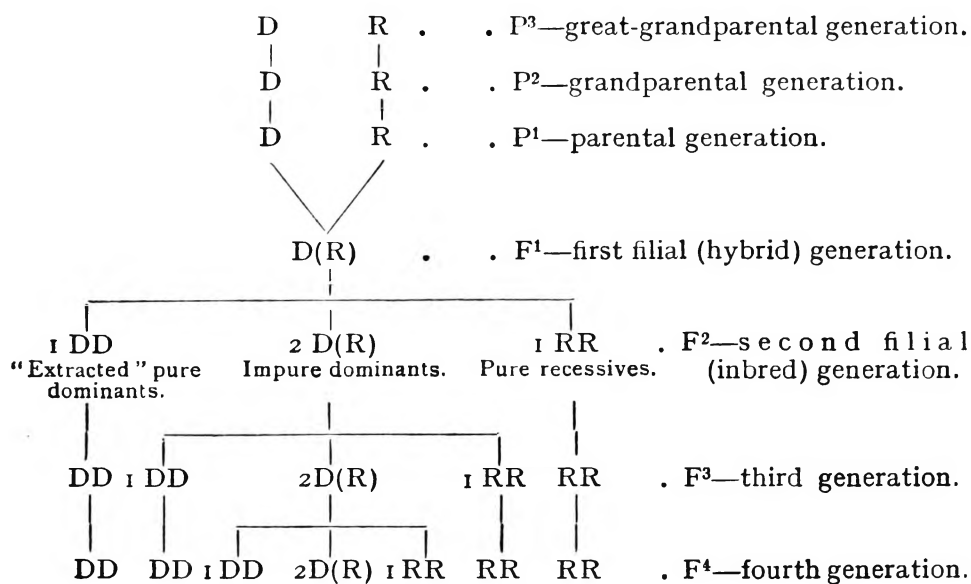 D R . . P³—great-grandparental generation.
D R . . P²—grandparental generation.
D R . . P¹—parental generation.
D(R) . . F¹—first filial (hybrid) generation.
1 DD 2 D(R) 1 RR . F²—second filial
"Extracted" pure Impure dominants. Pure recessives. (inbred) generation.
dominants.
DD 1 DD 2D(R) 1 RR RR . F³—third generation.
DD DD 1 DD 2D(R) 1 RR RR RR . F⁴—fourth generation.